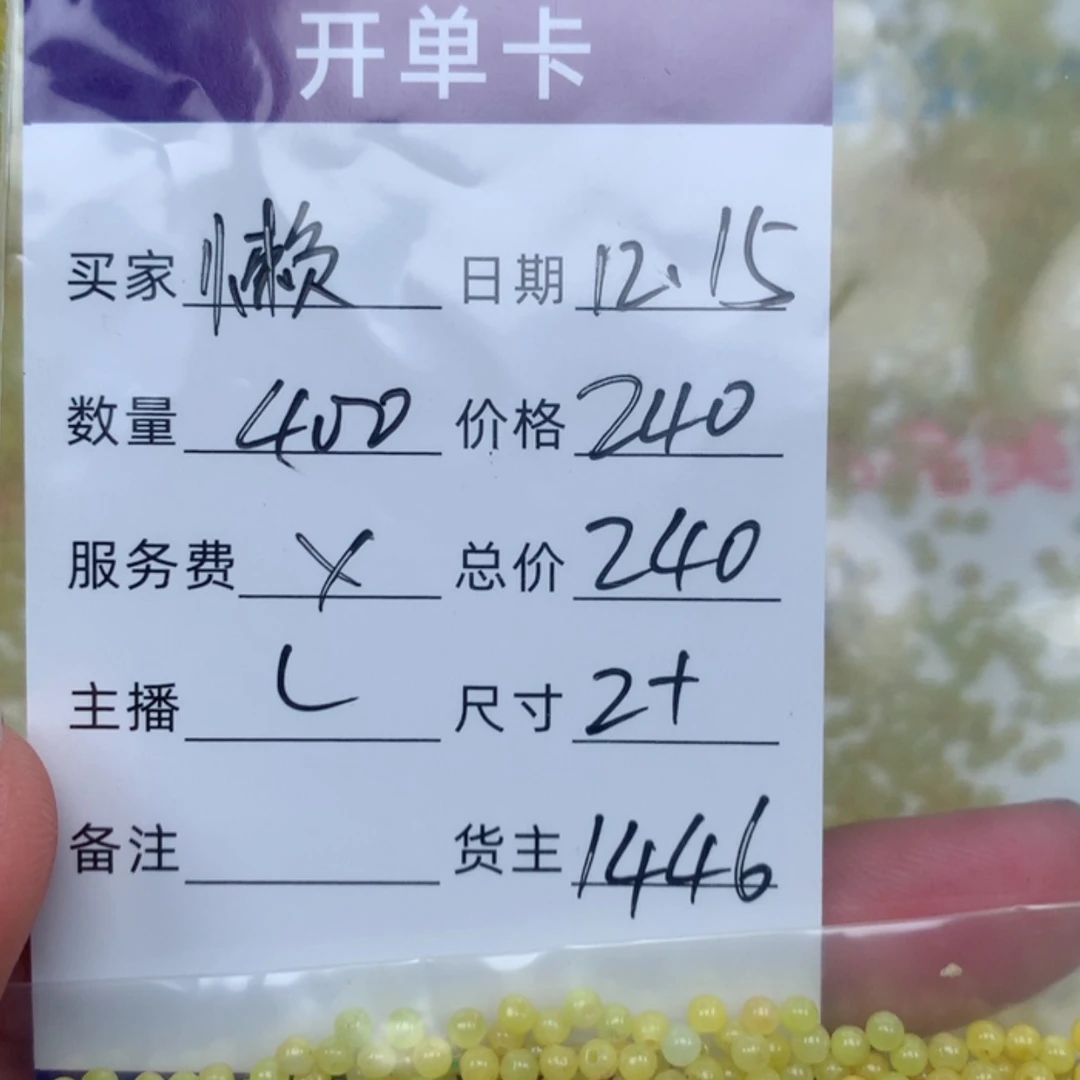 开单卡
买家 懒 日期 12.15
数量 400 价格 240
服务费 X 总价 240
主播 L 尺寸 2+
备注 货主 1446